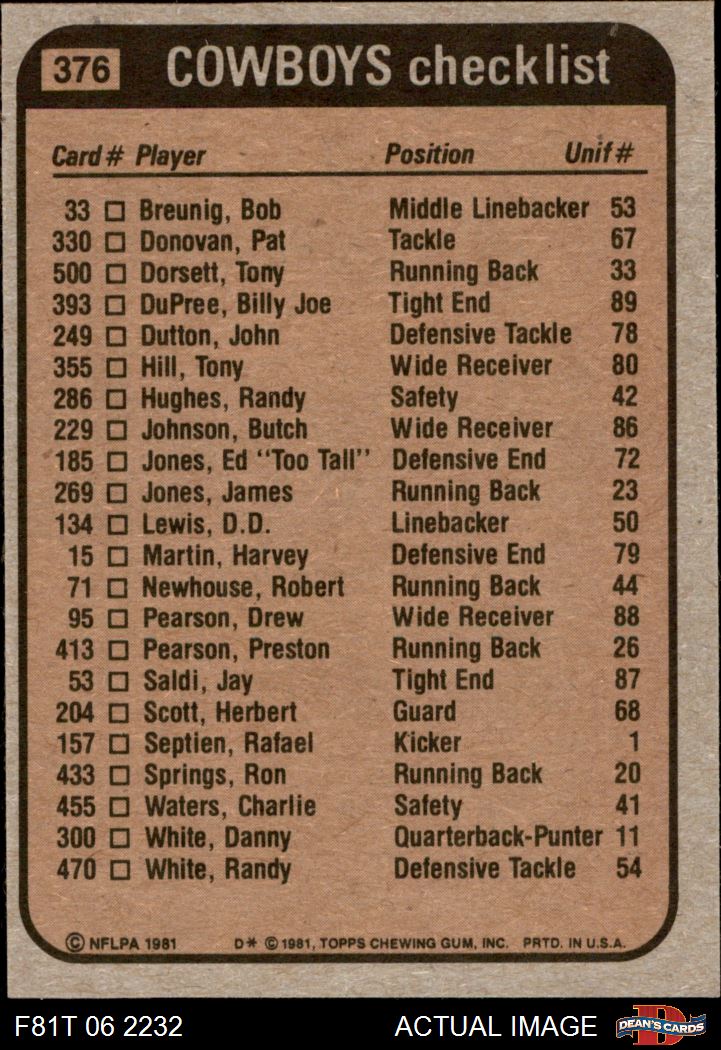 376 COWBOYS checklist
Card # Player Position Unif #
33 □ Breunig, Bob Middle Linebacker 53
330 □ Donovan, Pat Tackle 67
500 □ Dorsett, Tony Running Back 33
393 □ DuPree, Billy Joe Tight End 89
249 □ Dutton, John Defensive Tackle 78
355 □ Hill, Tony Wide Receiver 80
286 □ Hughes, Randy Safety 42
229 □ Johnson, Butch Wide Receiver 86
185 □ Jones, Ed "Too Tall" Defensive End 72
269 □ Jones, James Running Back 23
134 □ Lewis, D.D. Linebacker 50
15 □ Martin, Harvey Defensive End 79
71 □ Newhouse, Robert Running Back 44
95 □ Pearson, Drew Wide Receiver 88
413 □ Pearson, Preston Running Back 26
53 □ Saldi, Jay Tight End 87
204 □ Scott, Herbert Guard 68
157 □ Septien, Rafael Kicker 1
433 □ Springs, Ron Running Back 20
455 □ Waters, Charlie Safety 41
300 □ White, Danny Quarterback-Punter 11
470 □ White, Randy Defensive Tackle 54
© NFLPA 1981 D* © 1981, TOPPS CHEWING GUM, INC. PRTD. IN U.S.A.
F81T 06 2232 ACTUAL IMAGE D DEAN'S CARDS